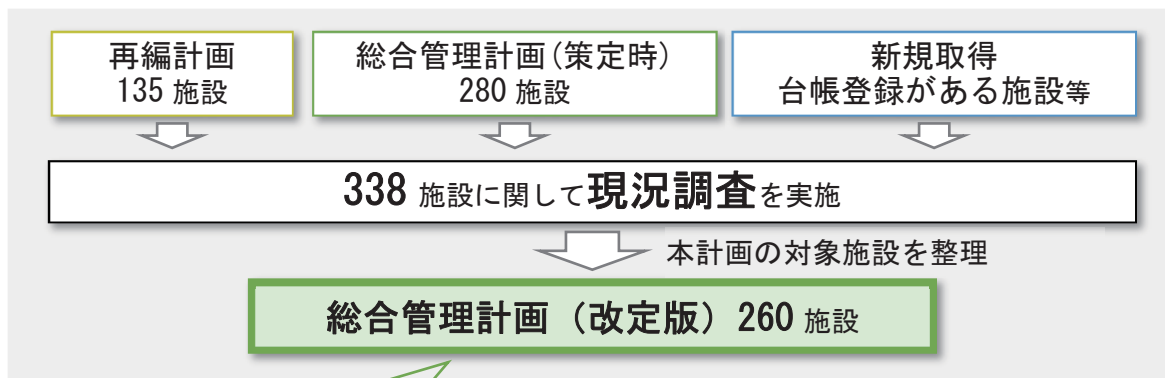 再編計画
135 施設
総合管理計画(策定時)
280 施設
新規取得
台帳登録がある施設等
338 施設に関して現況調査を実施
本計画の対象施設を整理
総合管理計画（改定版）260 施設